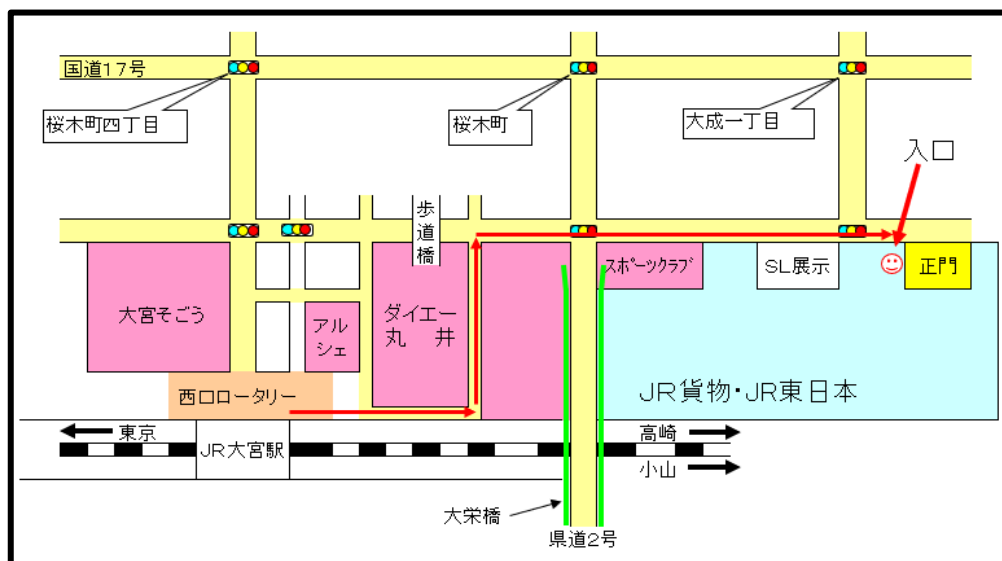 国道17号
桜木町四丁目
桜木町
大成一丁目
入口
歩道橋
大宮そごう
アルシェ
ダイエー
丸 井
スポーツクラブ
SL展示
正門
西口ロータリー
JR貨物・JR東日本
東京
JR大宮駅
高崎
小山
大栄橋
県道2号